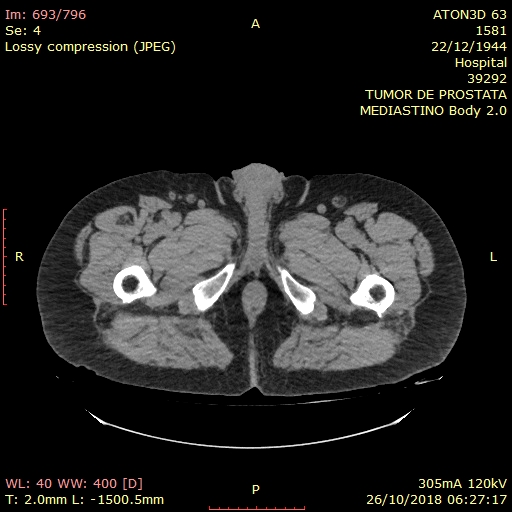 Im: 693/796
Se: 4
Lossy compression (JPEG)
A
ATON3D 63
1581
22/12/1944
Hospital
39292
TUMOR DE PROSTATA
MEDIASTINO Body 2.0
R
L
WL: 40 WW: 400 [D]
T: 2.0mm L: -1500.5mm
P
305mA 120kV
26/10/2018 06:27:17